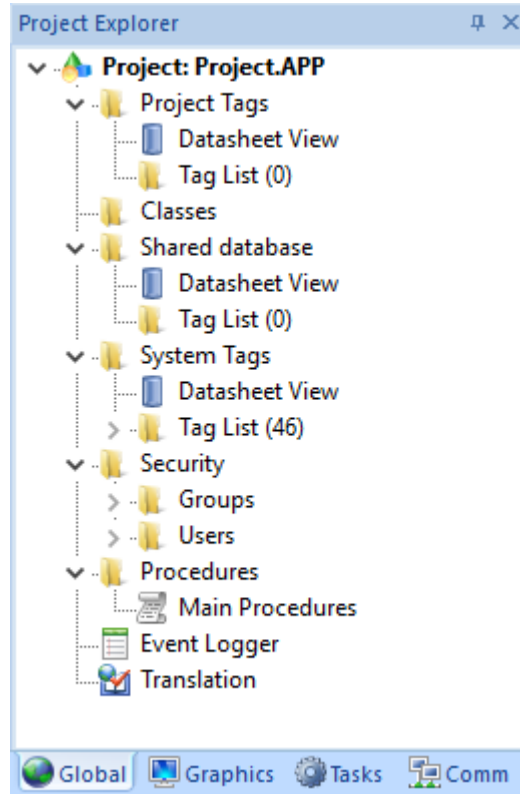 Project Explorer
Project: Project.APP
Project Tags
Datasheet View
Tag List (0)
Classes
Shared database
Datasheet View
Tag List (0)
System Tags
Datasheet View
Tag List (46)
Security
Groups
Users
Procedures
Main Procedures
Event Logger
Translation
Global Graphics Tasks Comm